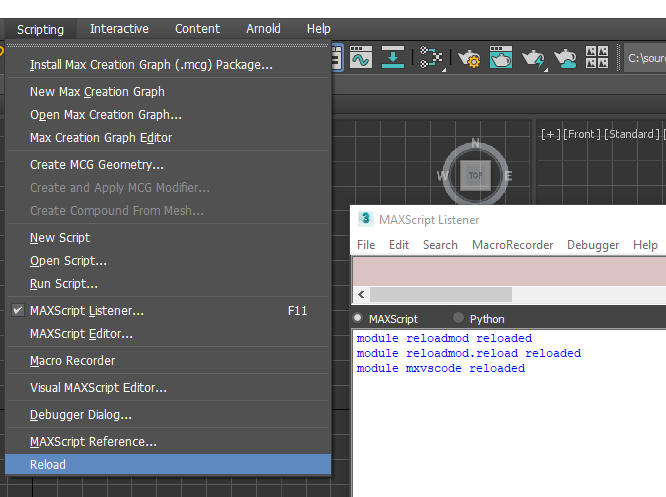 Scripting Interactive Content Arnold Help
Install Max Creation Graph (.mcg) Package...
New Max Creation Graph
Open Max Creation Graph...
Max Creation Graph Editor
Create MCG Geometry...
Create and Apply MCG Modifier...
Create Compound From Mesh...
New Script
Open Script...
Run Script...
MAXScript Listener... F11
MAXScript Editor...
Macro Recorder
Visual MAXScript Editor...
Debugger Dialog...
MAXScript Reference...
Reload
C:\sour
[+] [Front] [Standard] [
N
W TOP E
3 MAXScript Listener
File Edit Search MacroRecorder Debugger Help
MAXScript Python
module reloadmod reloaded
module reloadmod.reload reloaded
module mxvscode reloaded